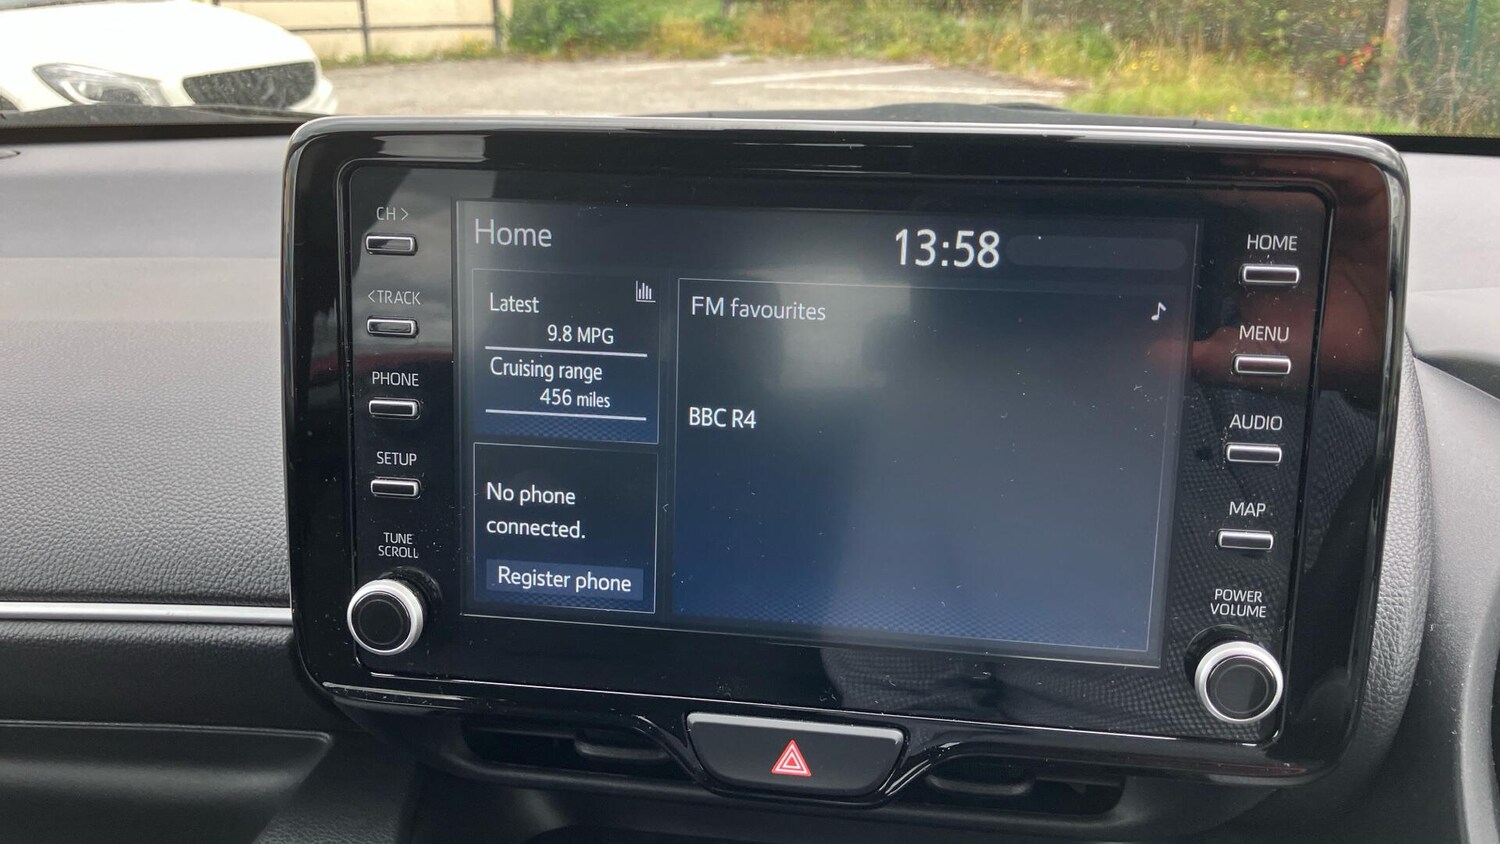 CH >
<TRACK
PHONE
SETUP
TUNE
SCROLL
Home
13:58
Latest
9.8 MPG
Cruising range
456 miles
No phone
connected.
Register phone
FM favourites
BBC R4
HOME
MENU
AUDIO
MAP
POWER
VOLUME